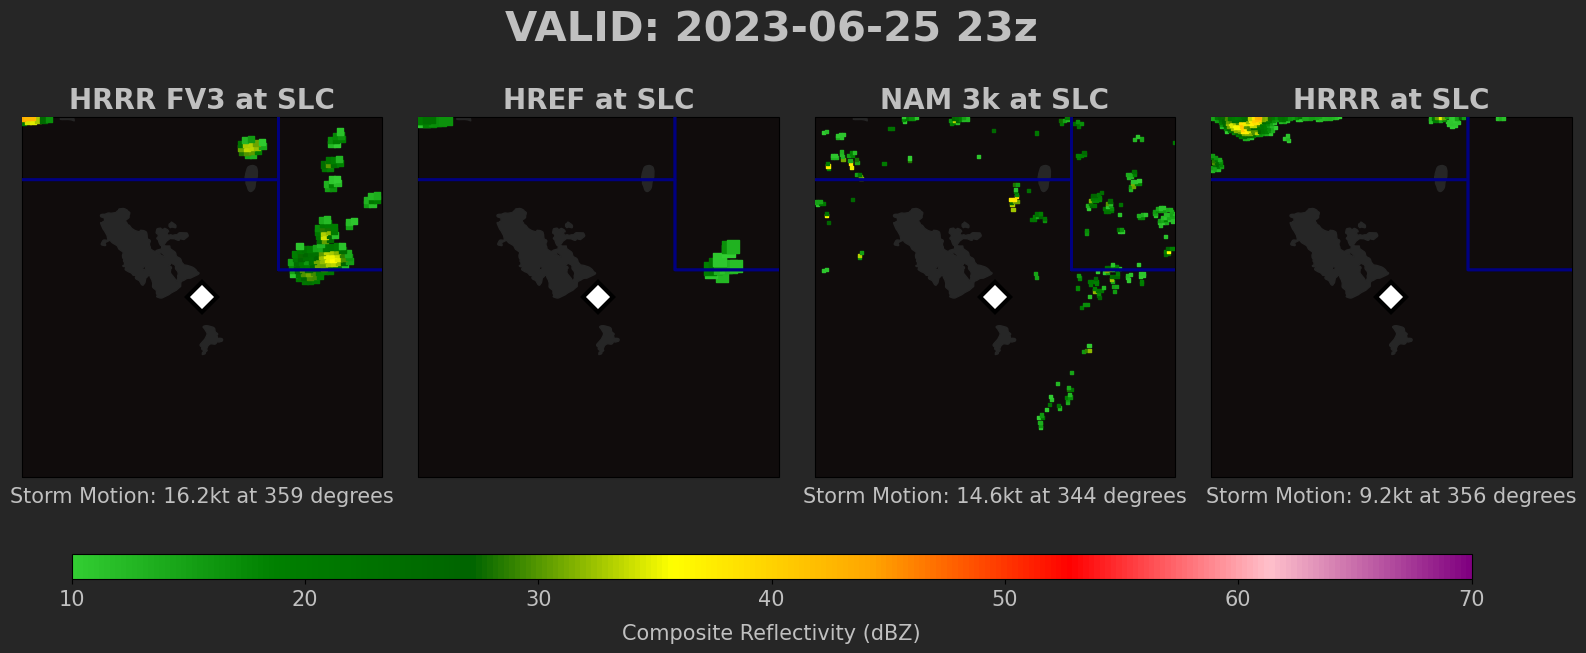 VALID: 2023-06-25 23z
HRRR FV3 at SLC
HREF at SLC
NAM 3k at SLC
HRRR at SLC
Storm Motion: 16.2kt at 359 degrees
Storm Motion: 14.6kt at 344 degrees
Storm Motion: 9.2kt at 356 degrees
10 20 30 40 50 60 70
Composite Reflectivity (dBZ)